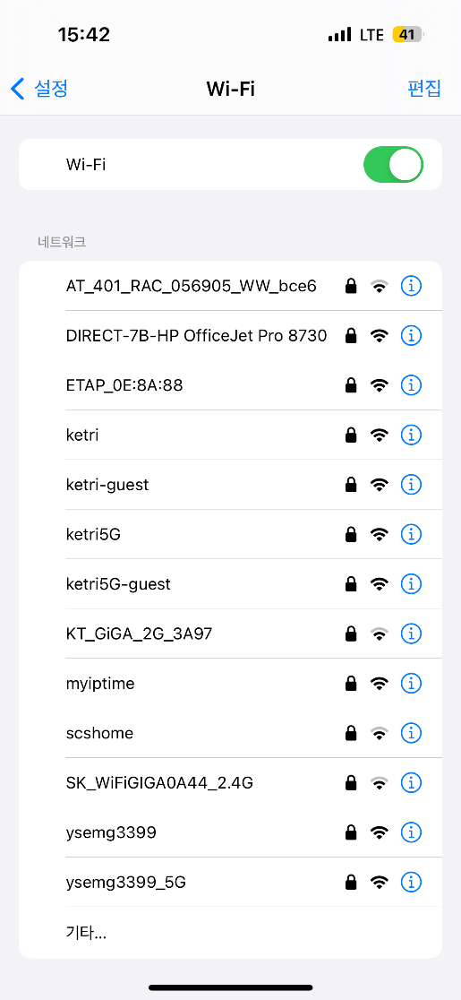 15:42
LTE 41
설정 Wi-Fi 편집
Wi-Fi
네트워크
AT_401_RAC_056905_WW_bce6
DIRECT-7B-HP OfficeJet Pro 8730
ETAP_0E:8A:88
ketri
ketri-guest
ketri5G
ketri5G-guest
KT_GiGA_2G_3A97
myiptime
scshome
SK_WiFiGIGA0A44_2.4G
ysemg3399
ysemg3399_5G
기타...